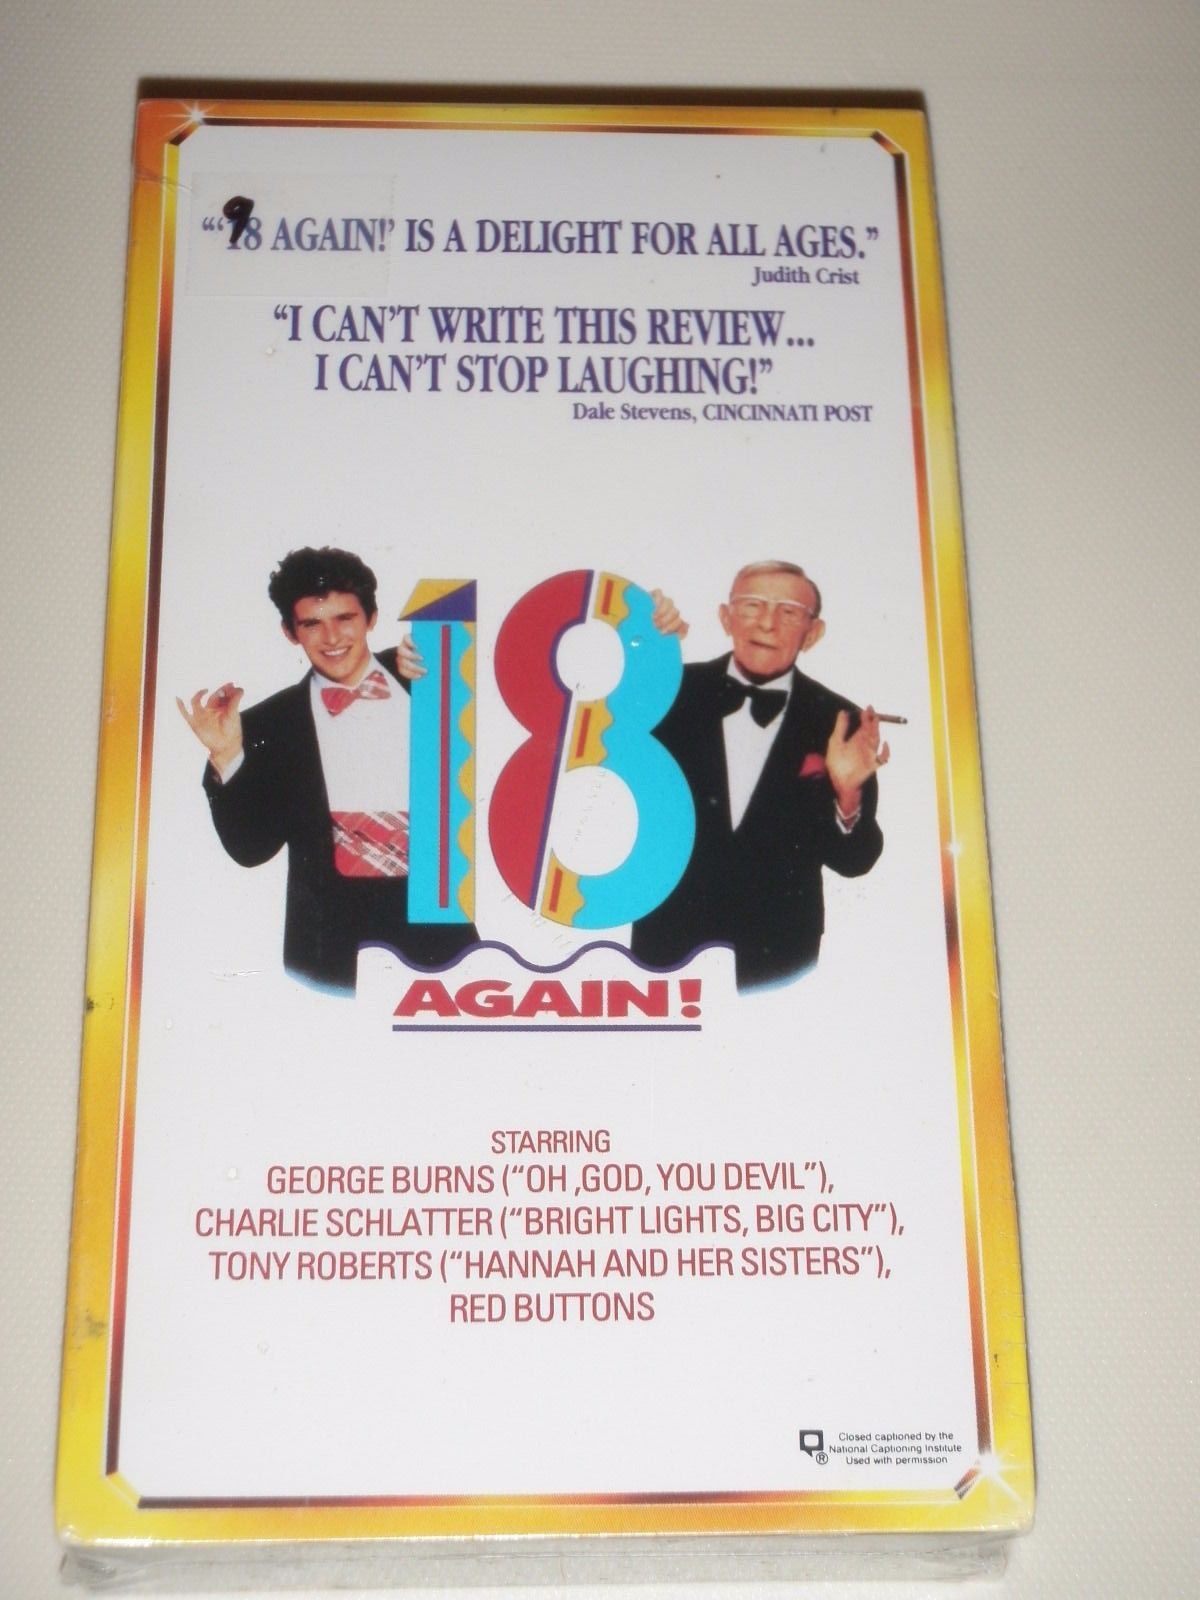 “‘18 AGAIN!’ IS A DELIGHT FOR ALL AGES.”
9
Judith Crist
“I CAN'T WRITE THIS REVIEW...
I CAN'T STOP LAUGHING!”
Dale Stevens, CINCINNATI POST
18
AGAIN!
STARRING
GEORGE BURNS (“OH ,GOD, YOU DEVIL”),
CHARLIE SCHLATTER (“BRIGHT LIGHTS, BIG CITY”),
TONY ROBERTS (“HANNAH AND HER SISTERS”),
RED BUTTONS
Closed captioned by the
National Captioning Institute
® Used with permission